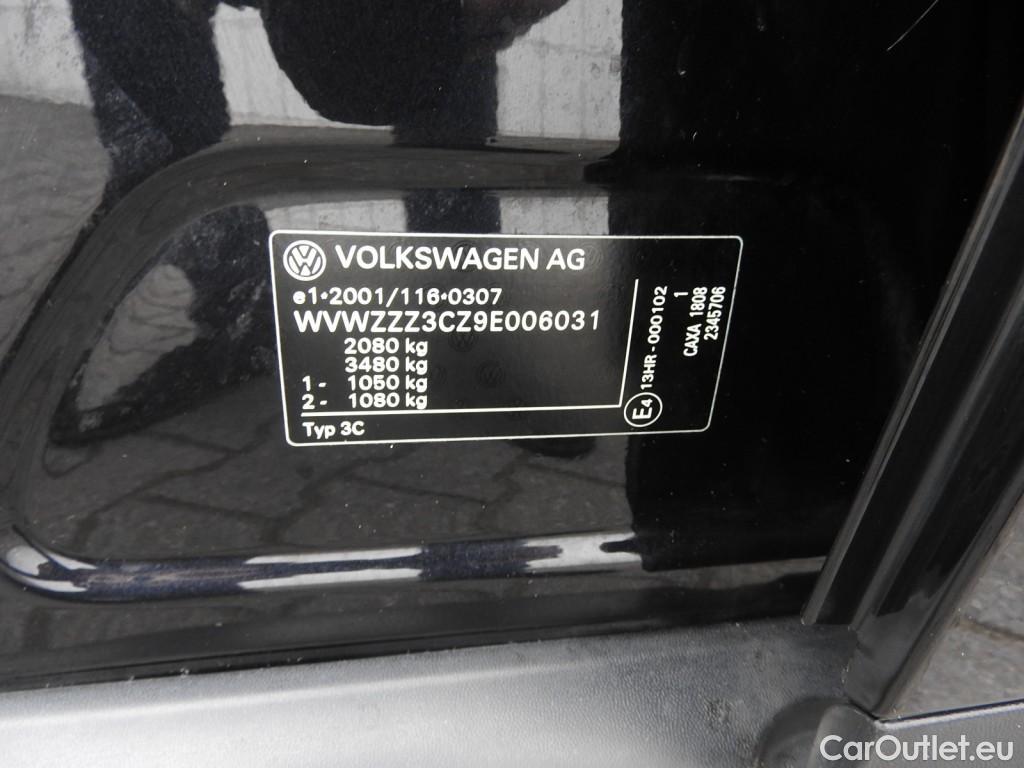 VOLKSWAGEN AG
e1*2001/116*0307
WVWZZZ3CZ9E006031
2080 kg
3480 kg
1- 1050 kg
2- 1080 kg
Typ 3C
E4 13HR-000102
1
CAXA 1808
2345706
CarOutlet.eu